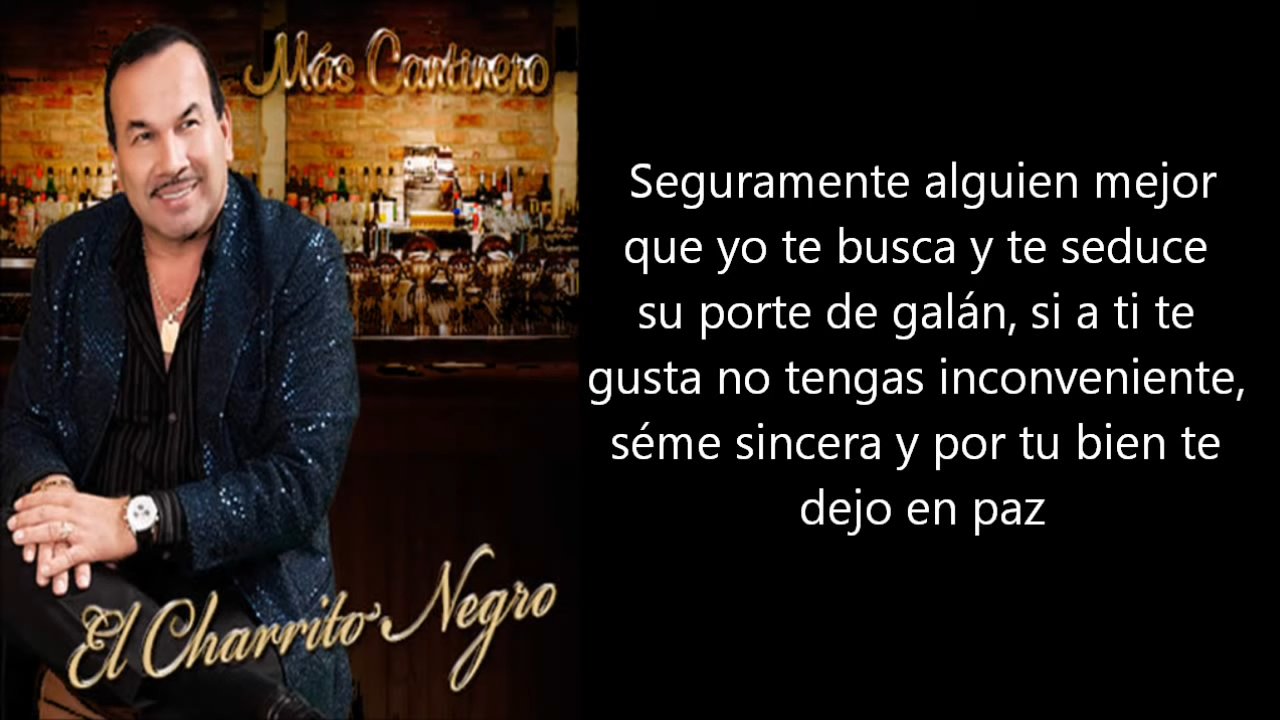 Más Cantinero
El Charrito Negro
Seguramente alguien mejor
que yo te busca y te seduce
su porte de galán, si a ti te
gusta no tengas inconveniente,
séme sincera y por tu bien te
dejo en paz